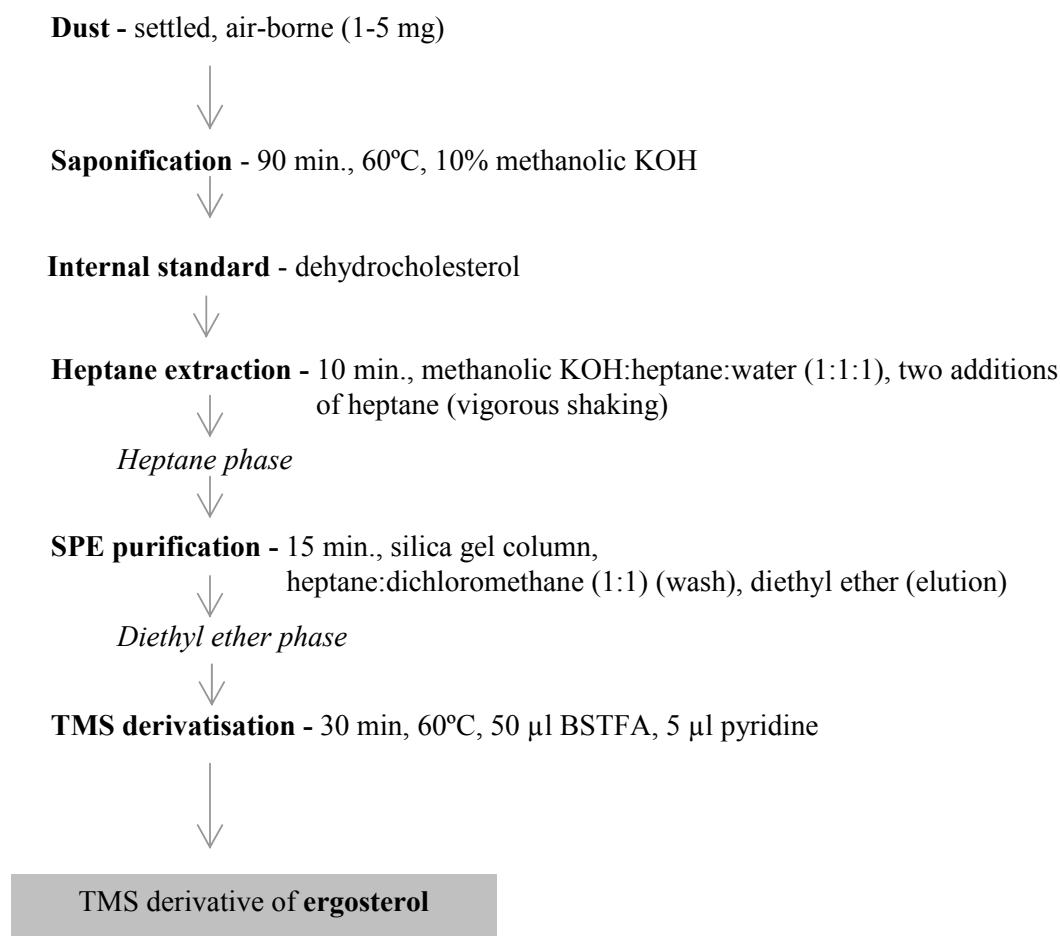 Dust - settled, air-borne (1-5 mg)
Saponification - 90 min., 60ºC, 10% methanolic KOH
Internal standard - dehydrocholesterol
Heptane extraction - 10 min., methanolic KOH:heptane:water (1:1:1), two additions
of heptane (vigorous shaking)
Heptane phase
SPE purification - 15 min., silica gel column,
heptane:dichloromethane (1:1) (wash), diethyl ether (elution)
Diethyl ether phase
TMS derivatisation - 30 min, 60ºC, 50 µl BSTFA, 5 µl pyridine
TMS derivative of ergosterol